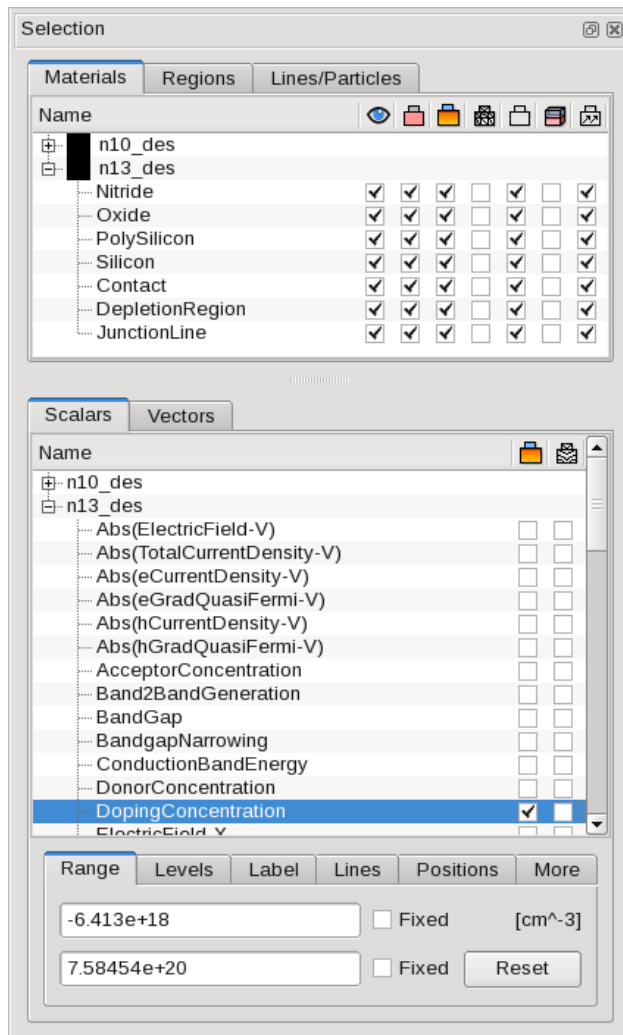 Selection
Materials Regions Lines/Particles
Name
n10_des
n13_des
Nitride
Oxide
PolySilicon
Silicon
Contact
DepletionRegion
JunctionLine
Scalars Vectors
Name
n10_des
n13_des
Abs(ElectricField-V)
Abs(TotalCurrentDensity-V)
Abs(eCurrentDensity-V)
Abs(eGradQuasiFermi-V)
Abs(hCurrentDensity-V)
Abs(hGradQuasiFermi-V)
AcceptorConcentration
Band2BandGeneration
BandGap
BandgapNarrowing
ConductionBandEnergy
DonorConcentration
DopingConcentration
ElectricField-X
Range Levels Label Lines Positions More
-6.413e+18 Fixed [cm^-3]
7.58454e+20 Fixed Reset